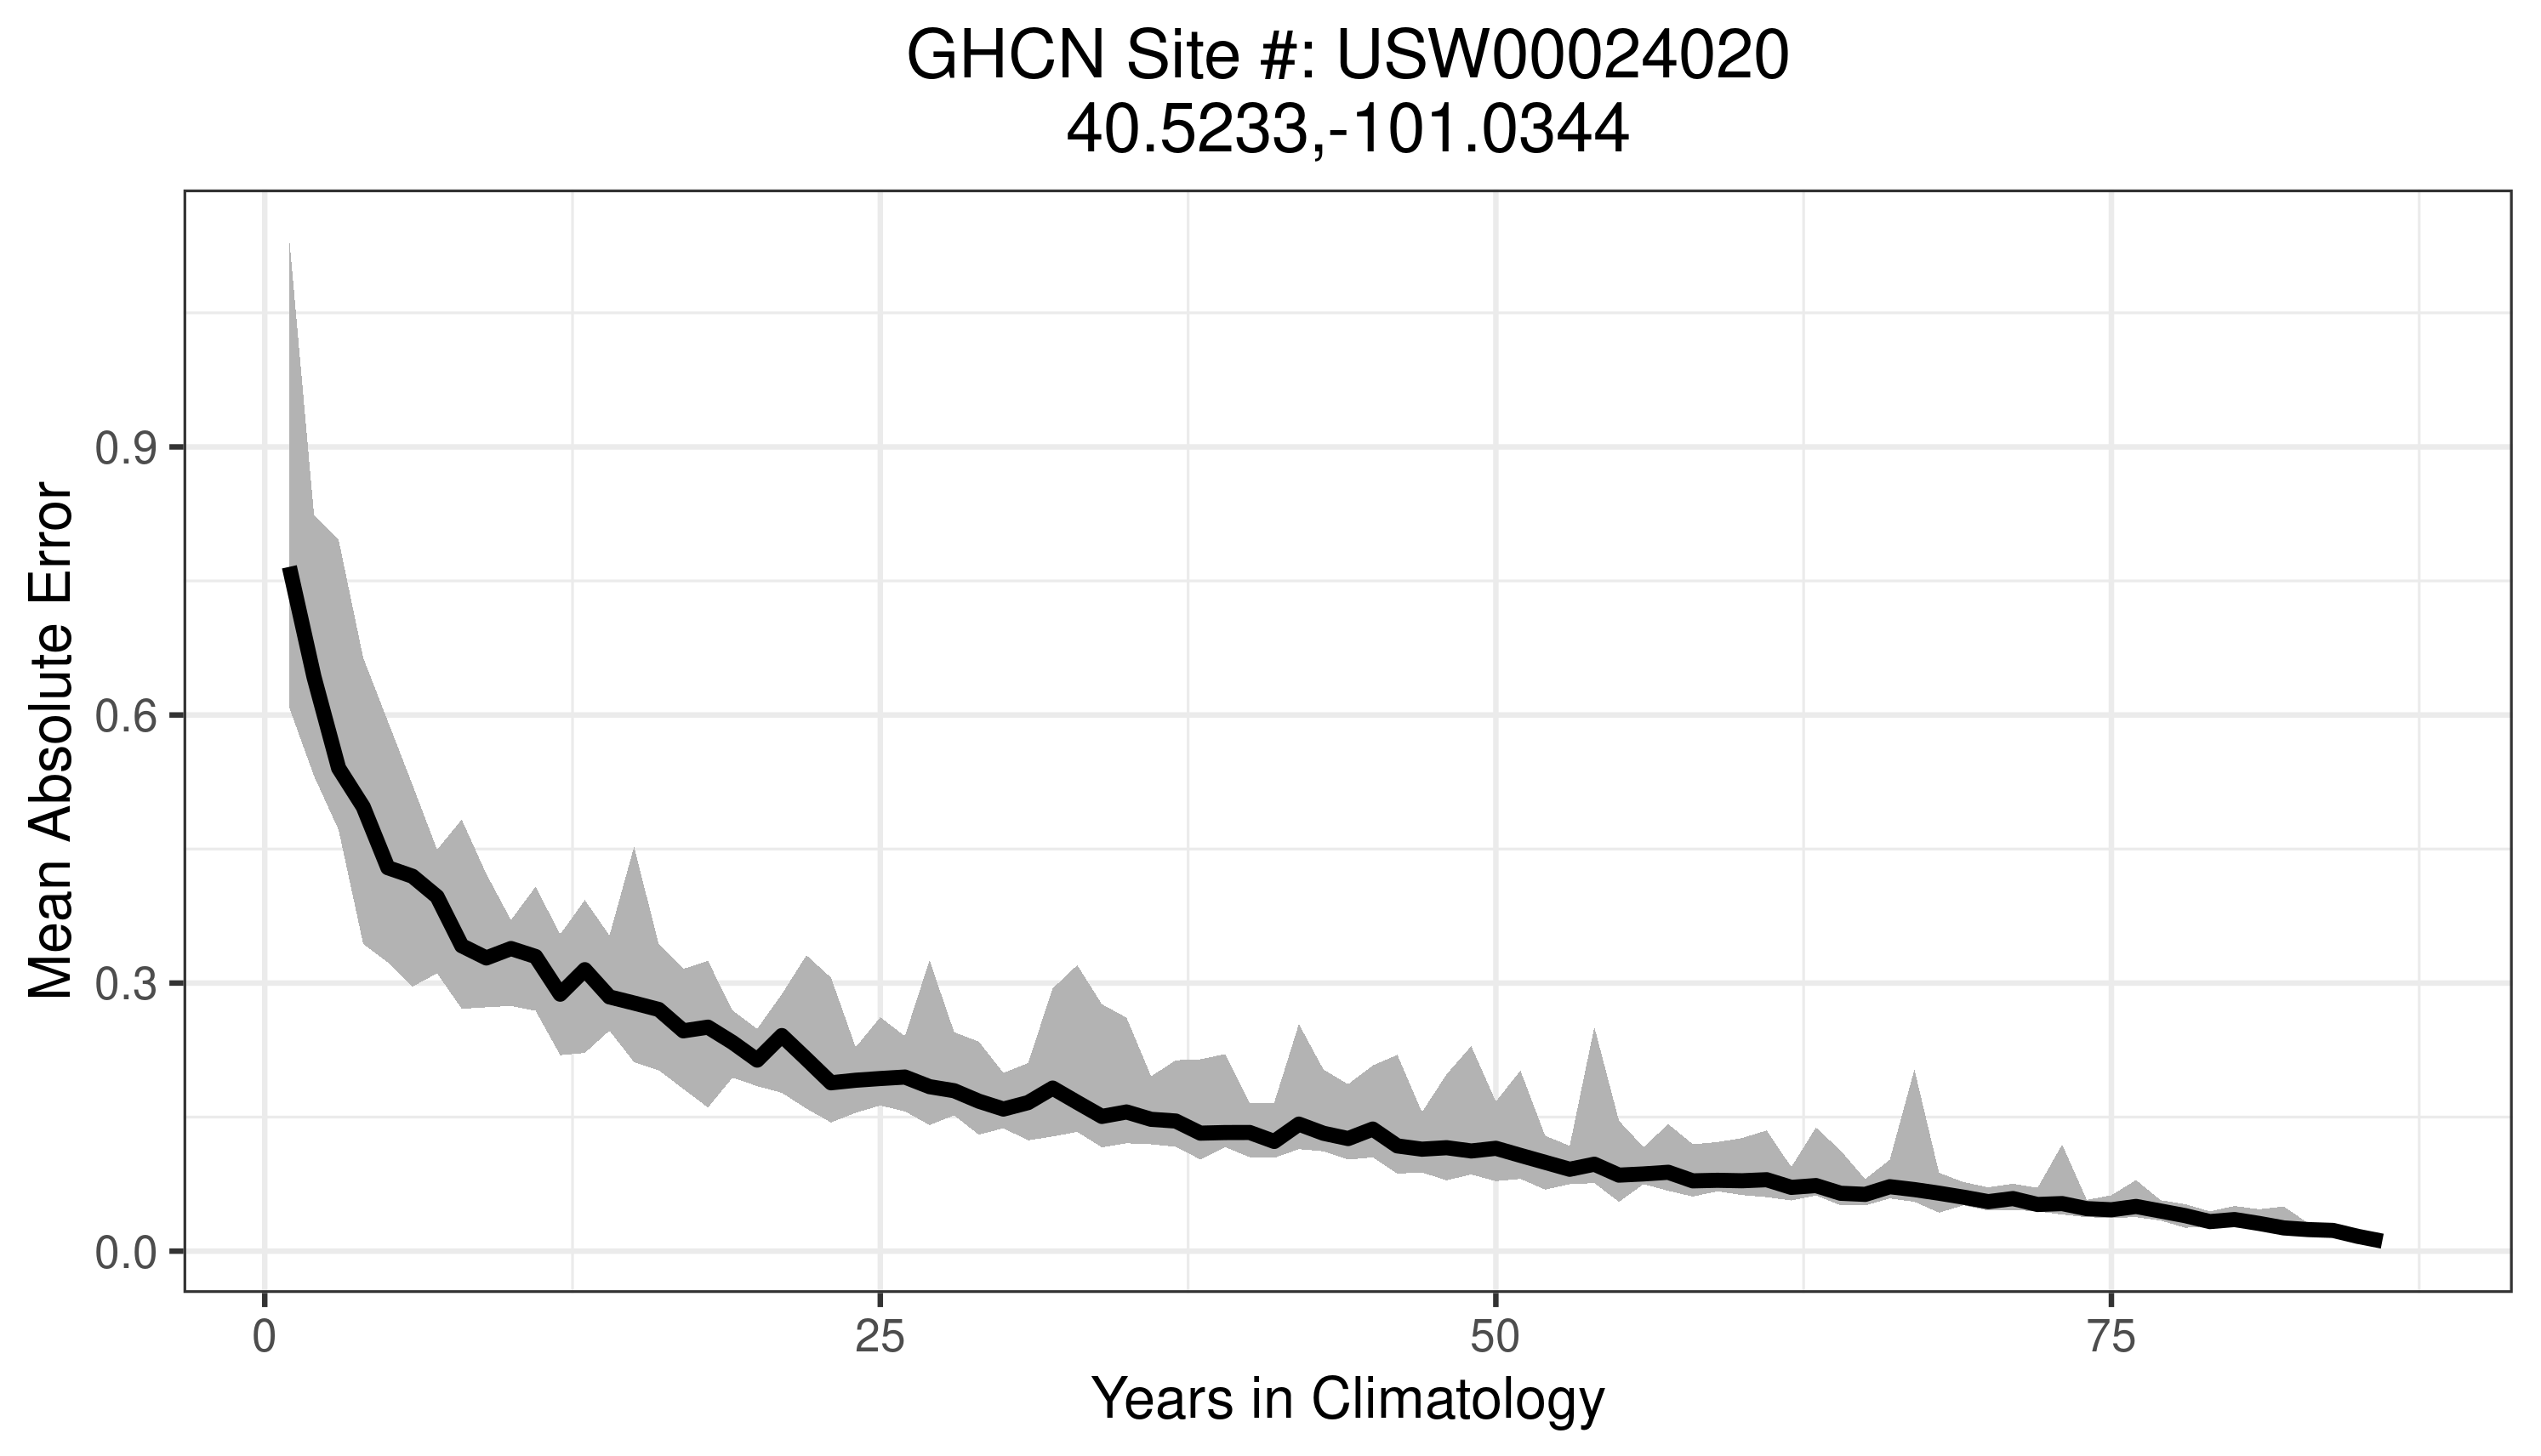 GHCN Site #: USW00024020
40.5233,-101.0344
Mean Absolute Error
0.9
0.6
0.3
0.0
0 25 50 75
Years in Climatology